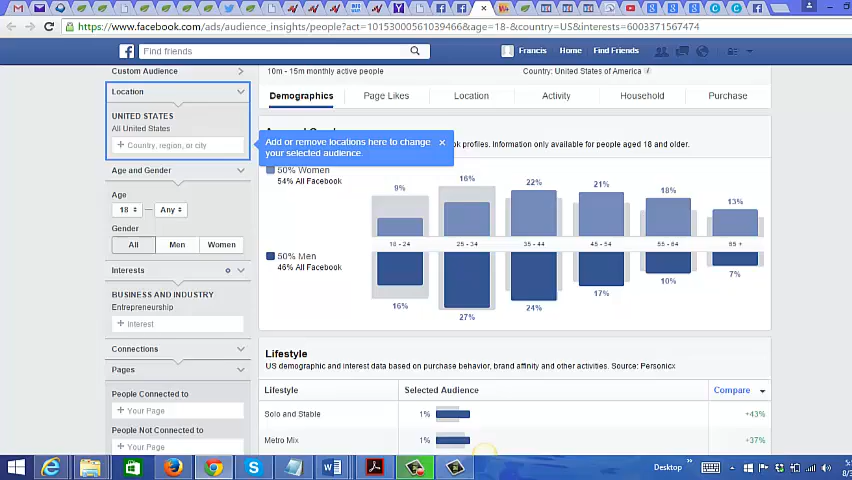 https://www.facebook.com/ads/audience_insights/people?act=10153000561039466&age=18-&country=US&interests=6003371567474
Find friends
Francis Home Find Friends
Custom Audience
10m - 15m monthly active people Country: United States of America
Location
Demographics Page Likes Location Activity Household Purchase
UNITED STATES
All United States
Country, region, or city
Add or remove locations here to change
your selected audience.
ook profiles. Information only available for people aged 18 and older.
Age and Gender
50% Women
54% All Facebook
9% 16% 22% 21% 18% 13%
Age
18 — Any
Gender
All Men Women
18 - 24 25 - 34 35 - 44 45 - 54 55 - 64 55 +
50% Men
46% All Facebook
16% 27% 24% 17% 10% 7%
Interests
BUSINESS AND INDUSTRY
Entrepreneurship
Interest
Connections
Pages
Lifestyle
US demographic and interest data based on purchase behavior, brand affinity and other activities. Source: Personicx
Lifestyle Selected Audience Compare
People Connected to
Your Page
Solo and Stable 1% +43%
People Not Connected to
Your Page
Metro Mix 1% +37%
Desktop